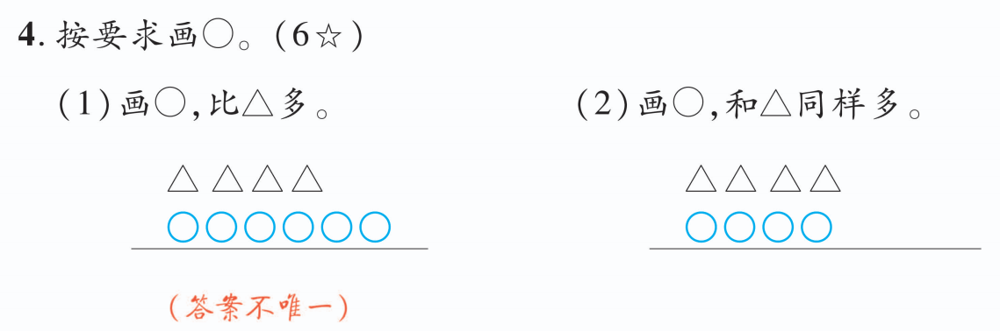 4. 按要求画○。(6☆)
(1)画○,比△多。
(2)画○,和△同样多。
△ △ △ △
○○○○○○
△ △ △ △
○○○○
(答案不唯一)